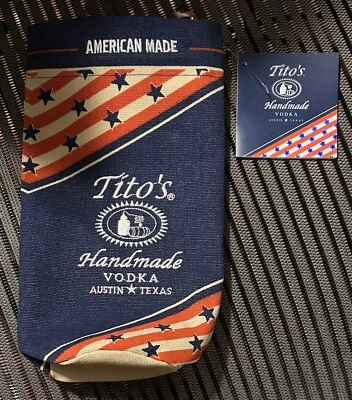 AMERICAN MADE
Tito's®
Handmade
VODKA
AUSTIN ★ TEXAS
Tito's
Handmade
VODKA
AUSTIN ★ TEXAS